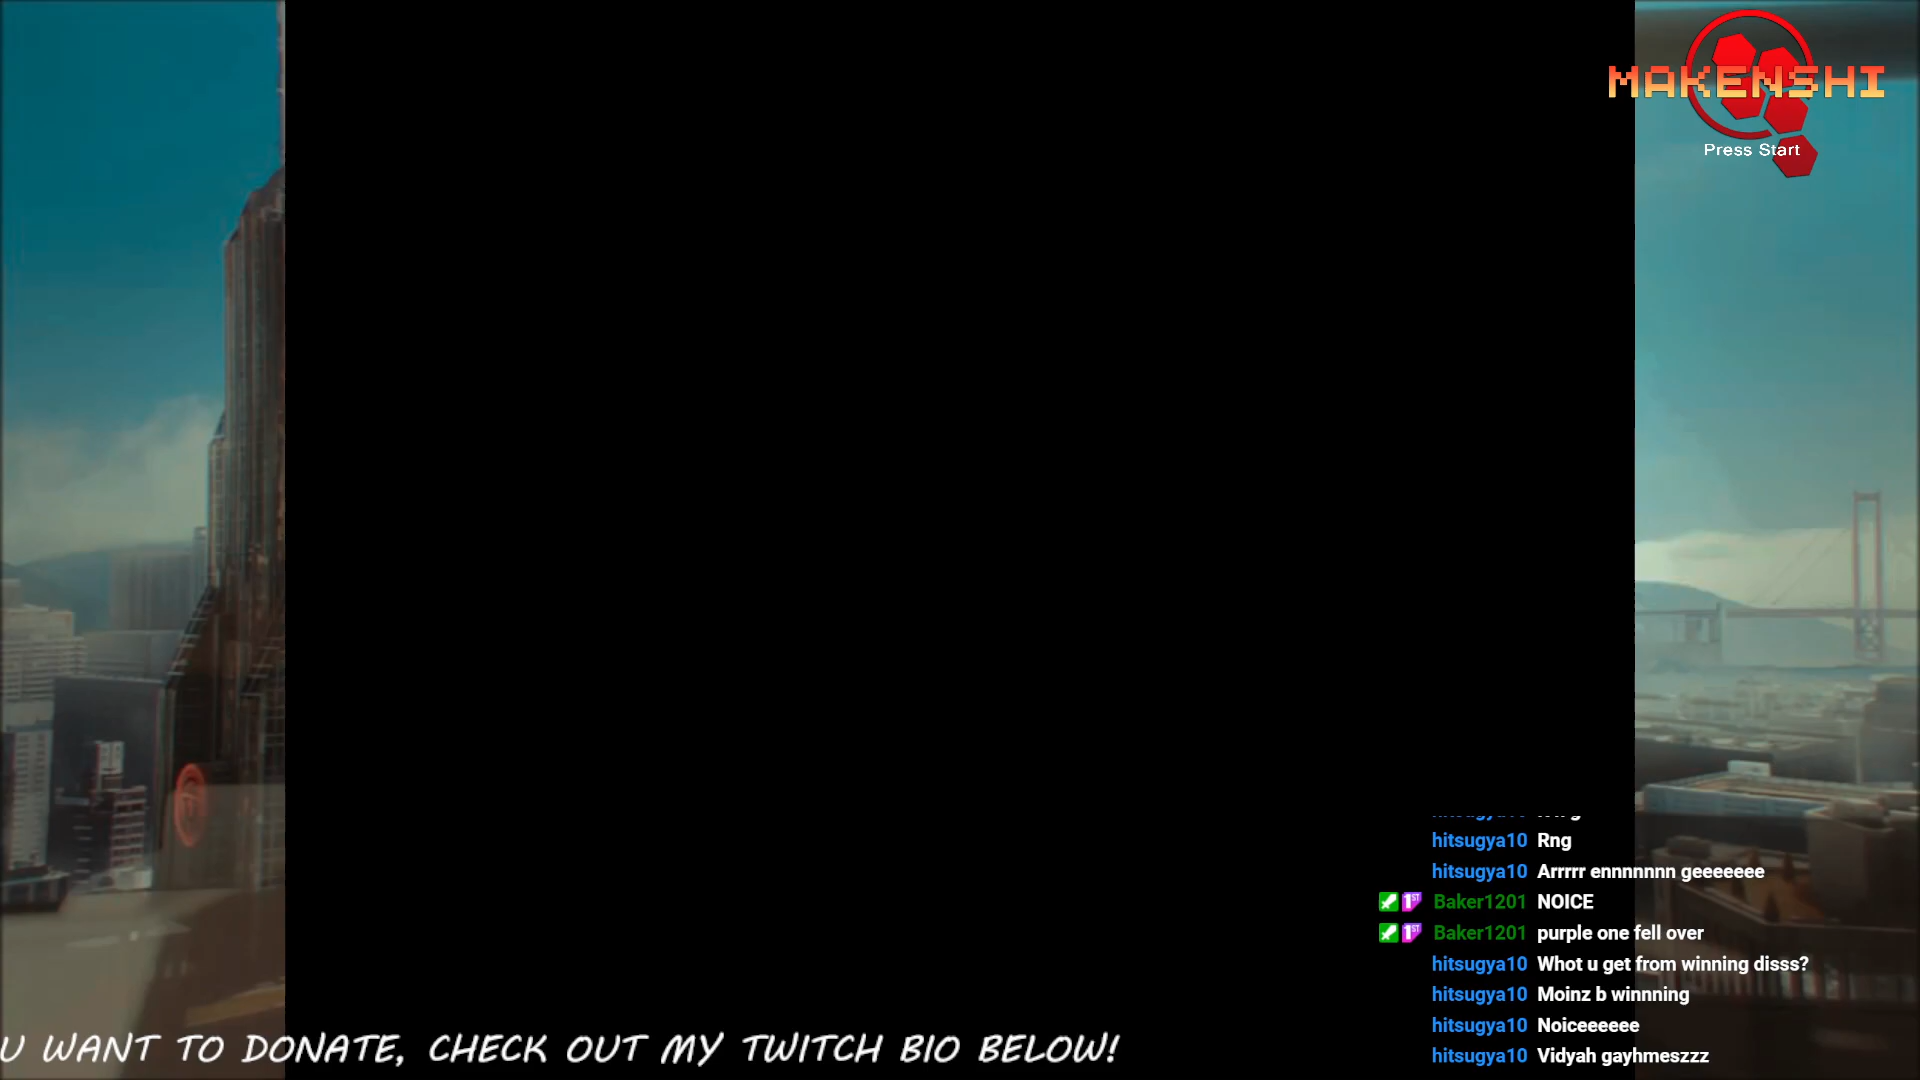 MAKENSHI
Press Start
hitsugya10 Rng
hitsugya10 Arrrrr ennnnnnn geeeeeee
1ST Baker1201 NOICE
1ST Baker1201 purple one fell over
hitsugya10 Whot u get from winning disss?
hitsugya10 Moinz b winnning
hitsugya10 Noiceeeeee
hitsugya10 Vidyah gayhmeszzz
U WANT TO DONATE, CHECK OUT MY TWITCH BIO BELOW!